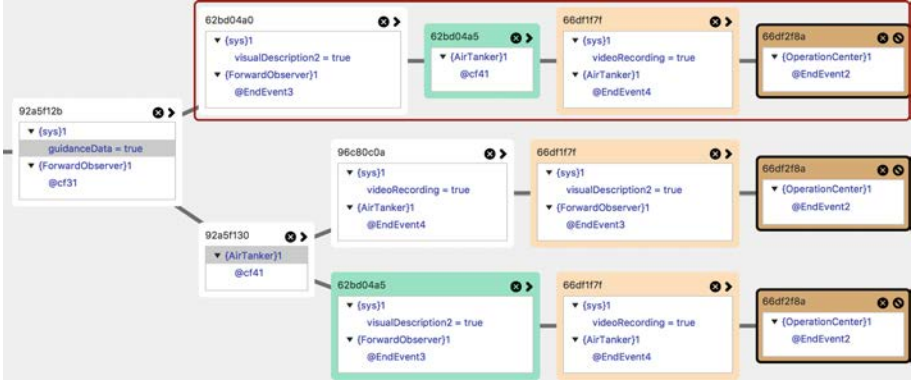 62bd04a0
{sys}1
visualDescription2 = true
{ForwardObserver}1
@EndEvent3
62bd04a5
{AirTanker}1
@cf41
66df1f7f
{sys}1
videoRecording = true
{AirTanker}1
@EndEvent4
66df2f8a
{OperationCenter}1
@EndEvent2
92a5f12b
{sys}1
guidanceData = true
{ForwardObserver}1
@cf31
96c80c0a
{sys}1
videoRecording = true
{AirTanker}1
@EndEvent4
66df1f7f
{sys}1
visualDescription2 = true
{ForwardObserver}1
@EndEvent3
66df2f8a
{OperationCenter}1
@EndEvent2
92a5f130
{AirTanker}1
@cf41
62bd04a5
{sys}1
visualDescription2 = true
{ForwardObserver}1
@EndEvent3
66df1f7f
{sys}1
videoRecording = true
{AirTanker}1
@EndEvent4
66df2f8a
{OperationCenter}1
@EndEvent2